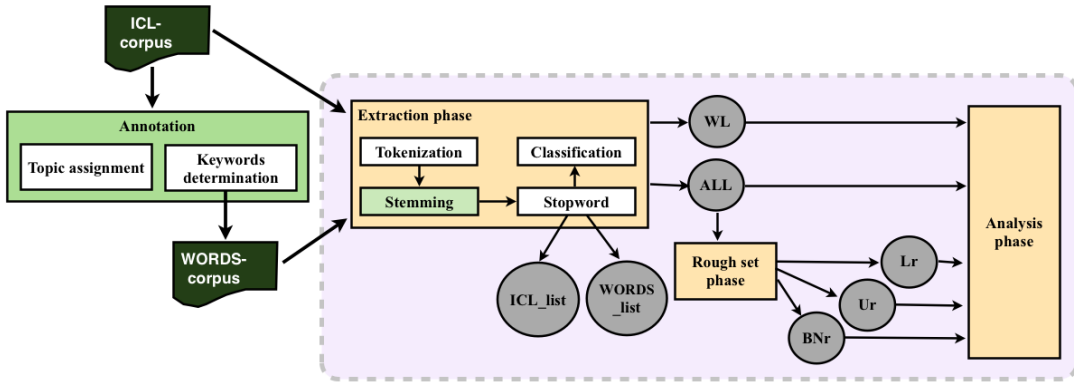 ICL-
corpus
Annotation
Topic assignment
Keywords
determination
WORDS-
corpus
Extraction phase
Tokenization
Classification
Stemming
Stopword
ICL_list
WORDS
_list
WL
ALL
Rough set
phase
Lr
Ur
BNr
Analysis
phase